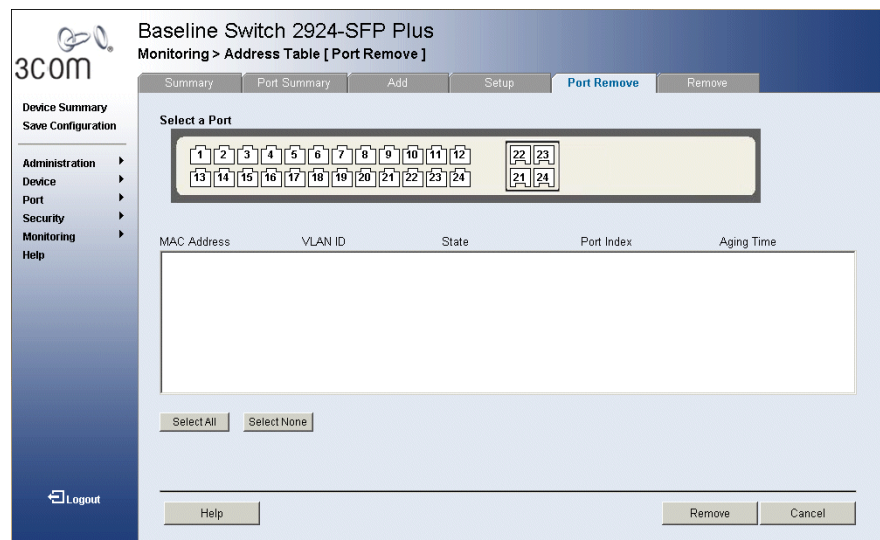 3COM
Baseline Switch 2924-SFP Plus
Monitoring > Address Table [ Port Remove ]
Summary Port Summary Add Setup Port Remove Remove
Device Summary
Save Configuration
Administration
Device
Port
Security
Monitoring
Help
Logout
Select a Port
1 2 3 4 5 6 7 8 9 10 11 12 22 23
13 14 15 16 17 18 19 20 21 22 23 24 21 24
MAC Address VLAN ID State Port Index Aging Time
Select All Select None
Help Remove Cancel